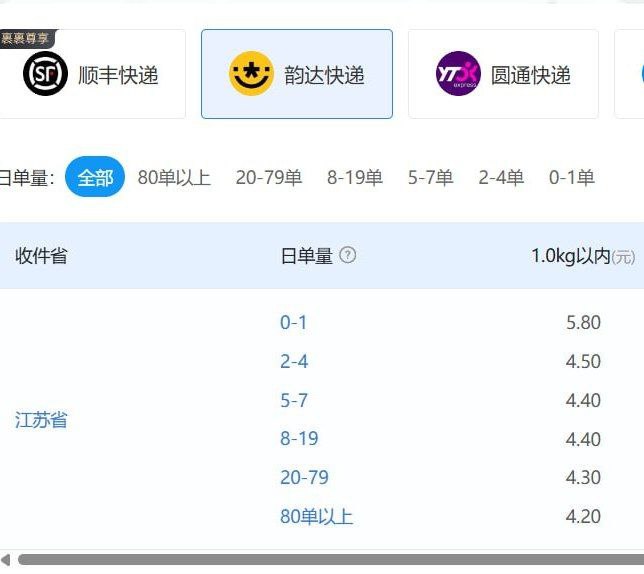 裹裹尊享
SF 顺丰快递 韵达快递 YTO express 圆通快递
日单量: 全部 80单以上 20-79单 8-19单 5-7单 2-4单 0-1单
收件省 日单量 ? 1.0kg以内(元)
0-1 5.80
2-4 4.50
5-7 4.40
江苏省
8-19 4.40
20-79 4.30
80单以上 4.20